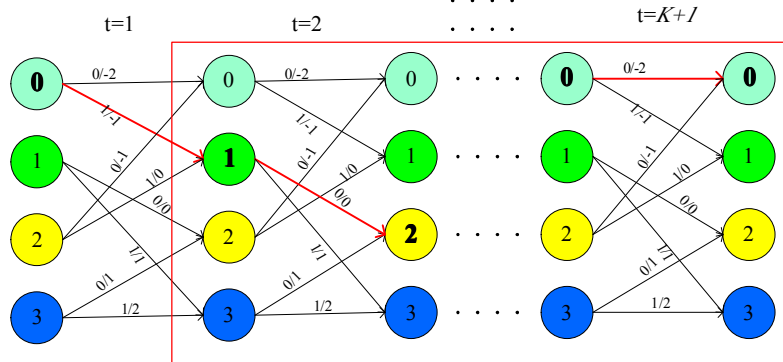 t=1 t=2 t=K+1
0 0/-2 0 0/-2 0 0 0/-2 0
1/-1 1/-1 1/-1
0/-1 0/-1 0/-1
1 1 1 1 1
1/0 1/0 1/0
0/0 0/0 0/0
2 2 2 2 2
1/1 1/1 1/1
0/1 0/1 0/1
3 1/2 3 1/2 3 3 1/2 3